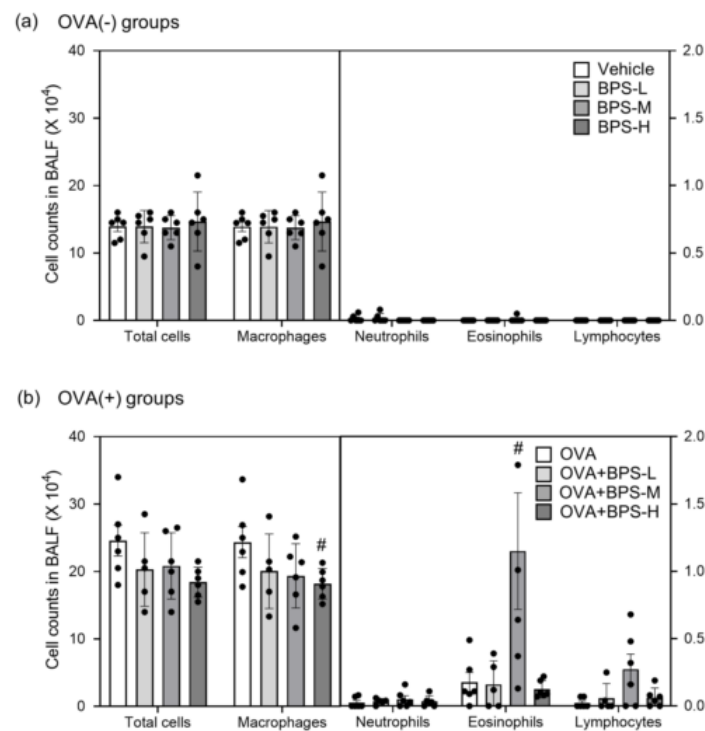 (a) OVA(-) groups
40 2.0
Vehicle
BPS-L
BPS-M
BPS-H
30 1.5
20 1.0
10 0.5
0 0.0
Cell counts in BALF (X 10⁴)
Total cells Macrophages Neutrophils Eosinophils Lymphocytes
(b) OVA(+) groups
40 2.0
#
OVA
OVA+BPS-L
OVA+BPS-M
OVA+BPS-H
30 1.5
#
20 1.0
10 0.5
0 0.0
Cell counts in BALF (X 10⁴)
Total cells Macrophages Neutrophils Eosinophils Lymphocytes